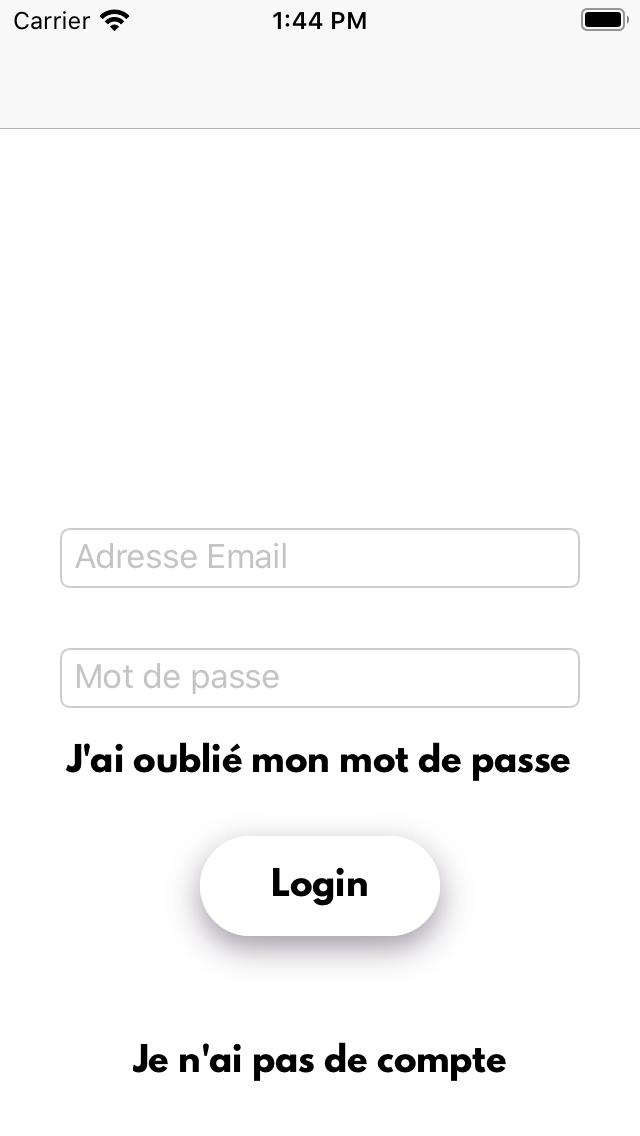 Carrier 1:44 PM
Adresse Email
Mot de passe
J'ai oublié mon mot de passe
Login
Je n'ai pas de compte